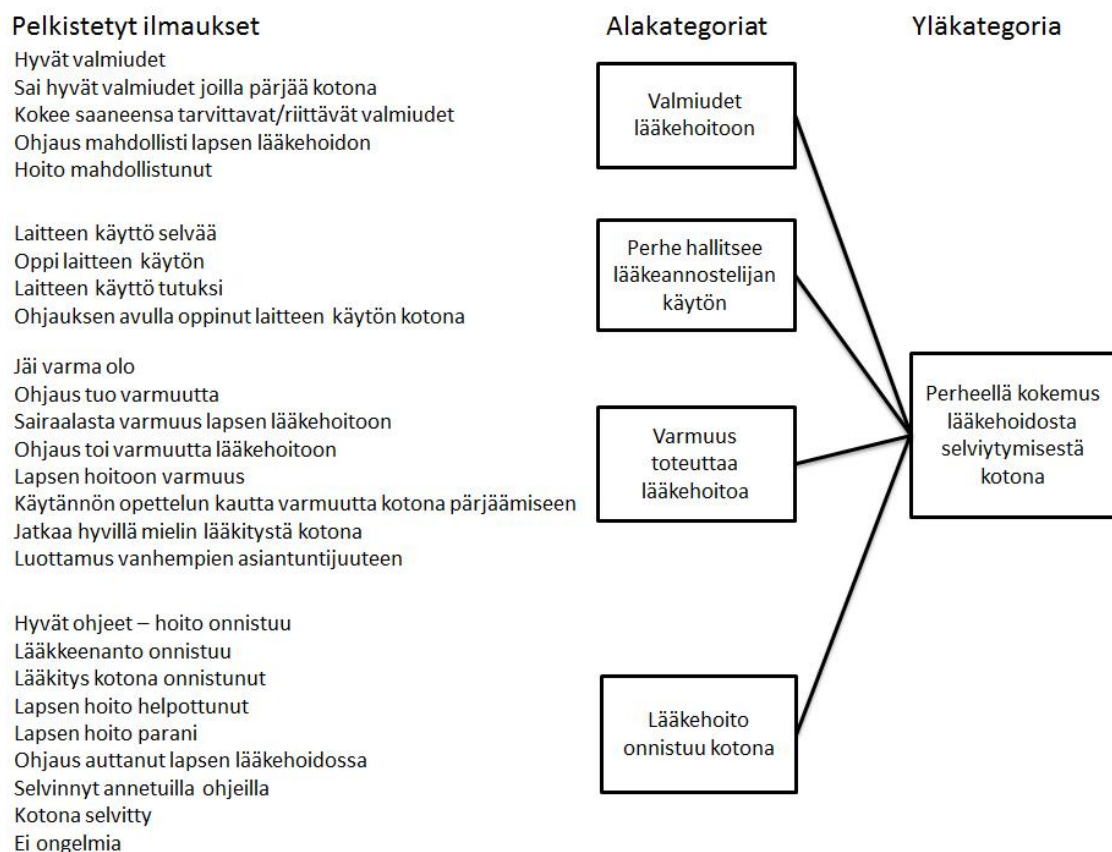 Pelkistetyt ilmaukset
Alakategoriat
Yläkategoria
Hyvät valmiudet
Sai hyvät valmiudet joilla pärjää kotona
Kokee saaneensa tarvittavat/riittävät valmiudet
Ohjaus mahdollisti lapsen lääkehoidon
Hoito mahdollistunut
Valmiudet
lääkehoitoon
Laitteen käyttö selvää
Oppi laitteen käytön
Laitteen käyttö tutuksi
Ohjauksen avulla oppinut laitteen käytön kotona
Perhe hallitsee
lääkeannostelijan
käytön
Jäi varma olo
Ohjaus tuo varmuutta
Sairaalasta varmuus lapsen lääkehoitoon
Ohjaus toi varmuutta lääkehoitoon
Lapsen hoitoon varmuus
Käytännön opettelun kautta varmuutta kotona pärjäämiseen
Jatkaa hyvillä mielin lääkitystä kotona
Luottamus vanhempien asiantuntijuuteen
Varmuus
toteuttaa
lääkehoitoa
Perheellä kokemus
lääkehoidosta
selviytymisestä
kotona
Hyvät ohjeet – hoito onnistuu
Lääkkeenanto onnistuu
Lääkitys kotona onnistunut
Lapsen hoito helpottunut
Lapsen hoito parani
Ohjaus auttanut lapsen lääkehoidossa
Selvinnyt annetuilla ohjeilla
Kotona selvitty
Ei ongelmia
Lääkehoito
onnistuu kotona